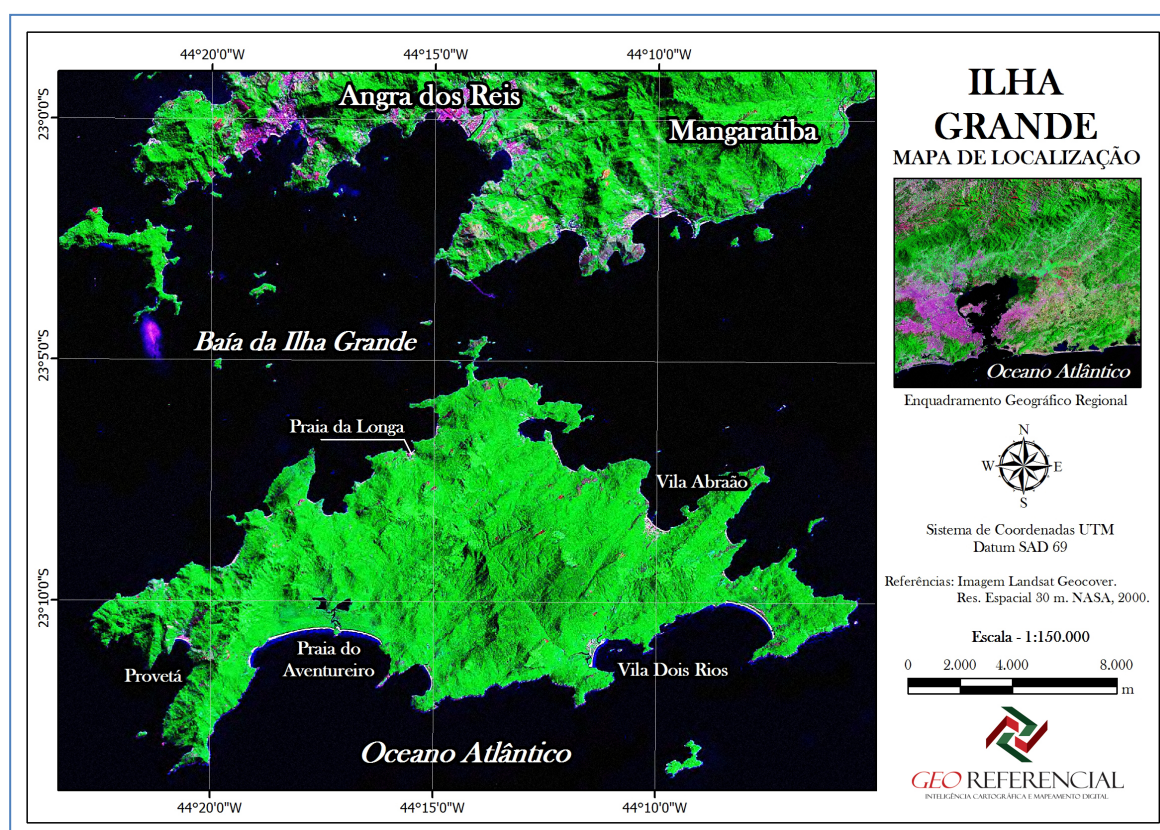 44°20'0"W
44°15'0"W
44°10'0"W
23°0'0"S
23°5'0"S
23°10'0"S
Angra dos Reis
Mangaratiba
Baía da Ilha Grande
Praia da Longa
Vila Abraão
Provetá
Praia do
Aventureiro
Vila Dois Rios
Oceano Atlântico
44°20'0"W
44°15'0"W
44°10'0"W
ILHA
GRANDE
MAPA DE LOCALIZAÇÃO
Oceano Atlântico
Enquadramento Geográfico Regional
N
W
E
S
Sistema de Coordenadas UTM
Datum SAD 69
Referências: Imagem Landsat Geocover.
Res. Espacial 30 m. NASA, 2000.
Escala - 1:150.000
0 2.000 4.000 8.000
m
GEO REFERENCIAL
INTELIGÊNCIA CARTOGRÁFICA E MAPEAMENTO DIGITAL